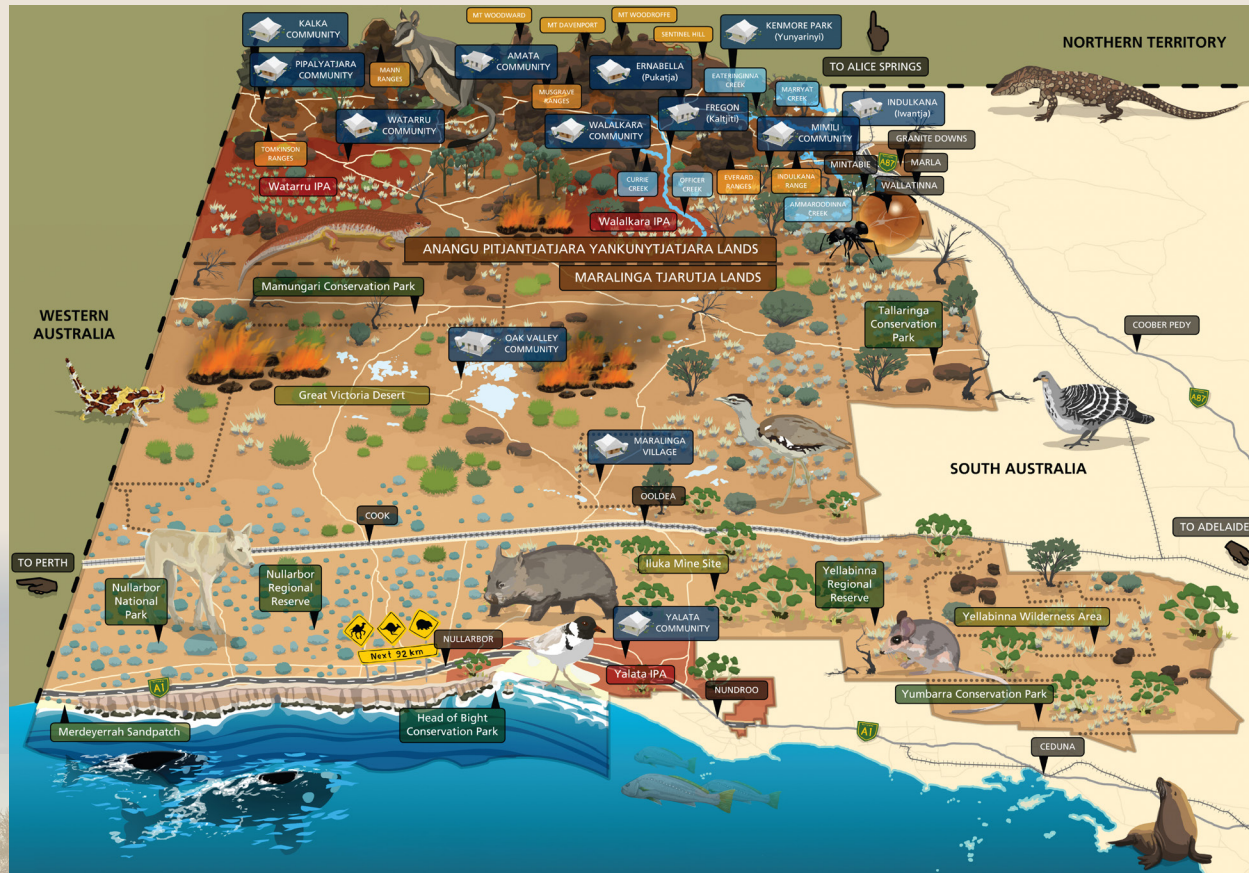 KALKA
COMMUNITY
MT WOODWARD
MT DAVENPORT
MT WOODROFFE
SENTINEL HILL
KENMORE PARK
(Yunyarinyi)
TO ALICE SPRINGS
NORTHERN TERRITORY
PIPALYATJARA
COMMUNITY
MANN
RANGES
AMATA
COMMUNITY
MUSGRAVE
RANGES
ERNABELLA
(Pukatja)
EATERINGINNA
CREEK
MARRYAT
CREEK
INDULKANA
(Iwantja)
WATARRU
COMMUNITY
WALALKARA
COMMUNITY
FREGON
(Kaltjiti)
MIMILI
COMMUNITY
GRANITE DOWNS
TOMKINSON
RANGES
Watarru IPA
CURRIE
CREEK
OFFICER
CREEK
EVERARD
RANGES
INDULKANA
RANGE
MINTABIE
A87
MARLA
WALLATINNA
AMMAROODINNA
CREEK
Walalkara IPA
ANANGU PITJANTJATJARA YANKUNYTJATJARA LANDS
MARALINGA TJARUTJA LANDS
Mamungari Conservation Park
WESTERN
AUSTRALIA
OAK VALLEY
COMMUNITY
Tallaringa
Conservation
Park
COOBER PEDY
A87
Great Victoria Desert
MARALINGA
VILLAGE
SOUTH AUSTRALIA
OOLDEA
COOK
TO ADELAIDE
TO PERTH
Nullarbor
National
Park
Nullarbor
Regional
Reserve
Iluka Mine Site
Yellabinna
Regional
Reserve
Yellabinna Wilderness Area
Next 92 km
NULLARBOR
YALATA
COMMUNITY
Yalata IPA
A1
NUNDROO
Yumbarra Conservation Park
Merdeyerrah Sandpatch
Head of Bight
Conservation Park
A1
CEDUNA